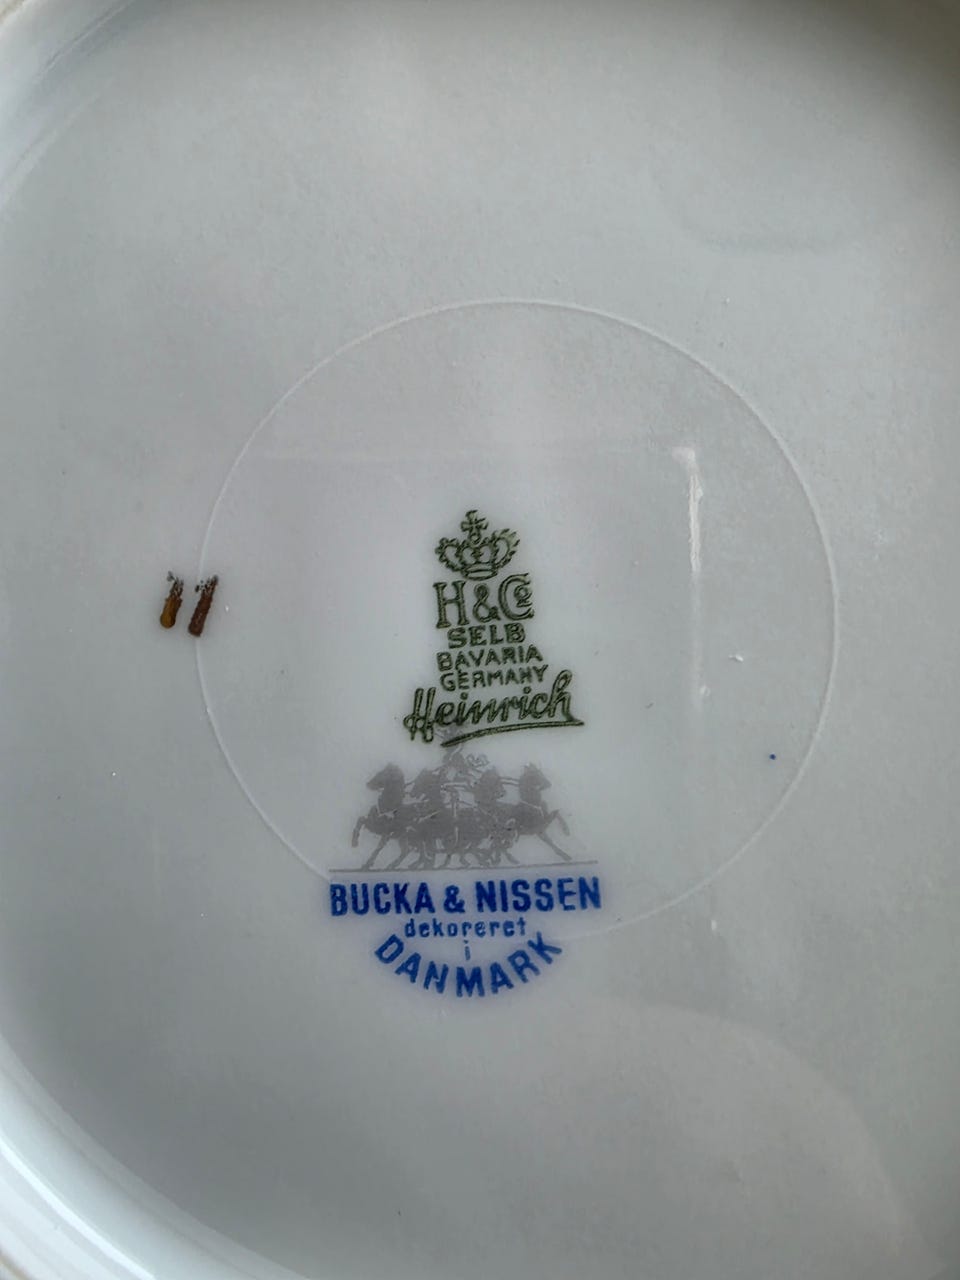 H & Co
SELB
BAVARIA
GERMANY
Heinrich
BUCKA & NISSEN
dekoreret
i
DANMARK